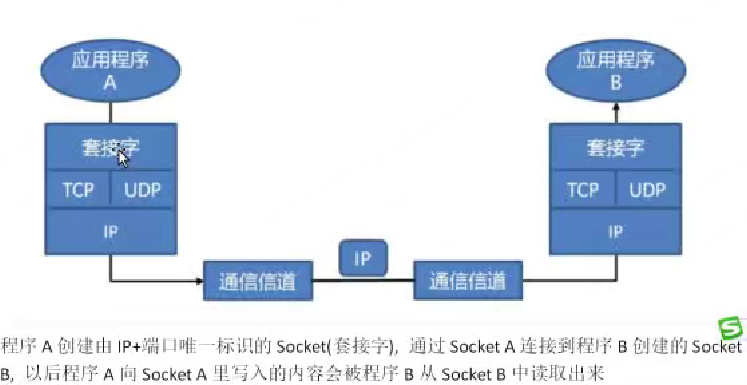 应用程序 应用程序
A B
套接字 套接字
TCP UDP TCP UDP
IP IP
IP
通信信道 通信信道
程序 A 创建由 IP+端口唯一标识的 Socket(套接字), 通过 Socket A 连接到程序 B 创建的 Socket
B, 以后程序 A 向 Socket A 里写入的内容会被程序 B 从 Socket B 中读取出来